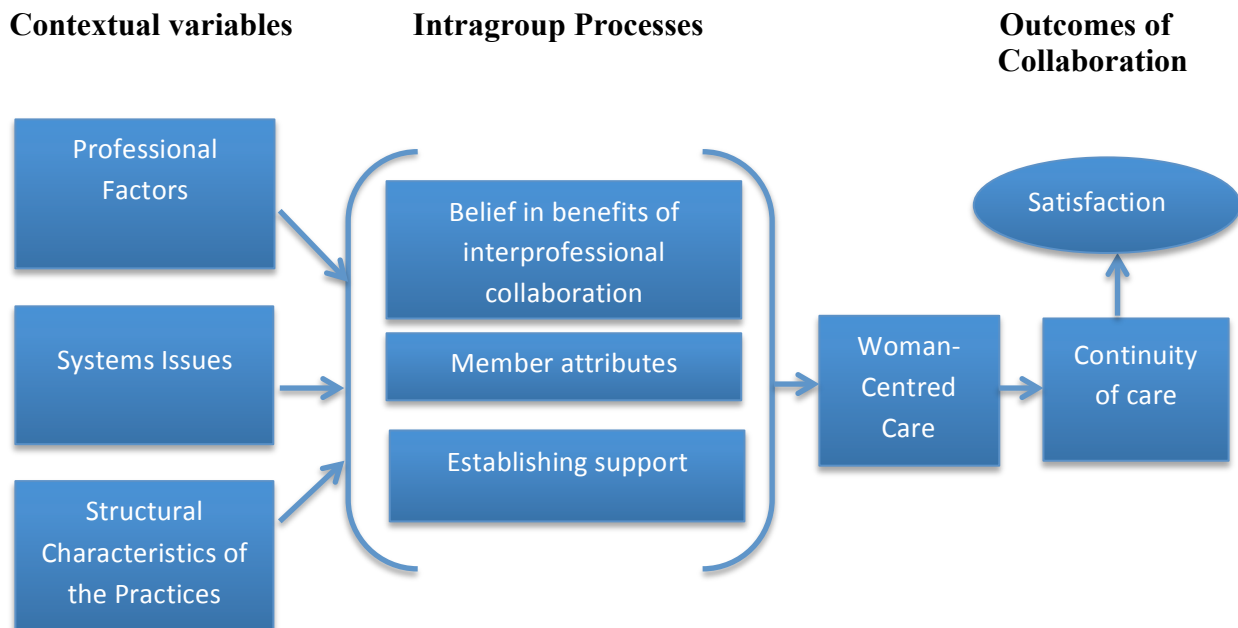 Contextual variables
Intragroup Processes
Outcomes of
Collaboration
Professional
Factors
Systems Issues
Structural
Characteristics of
the Practices
Belief in benefits of
interprofessional
collaboration
Member attributes
Establishing support
Woman-
Centred
Care
Continuity
of care
Satisfaction